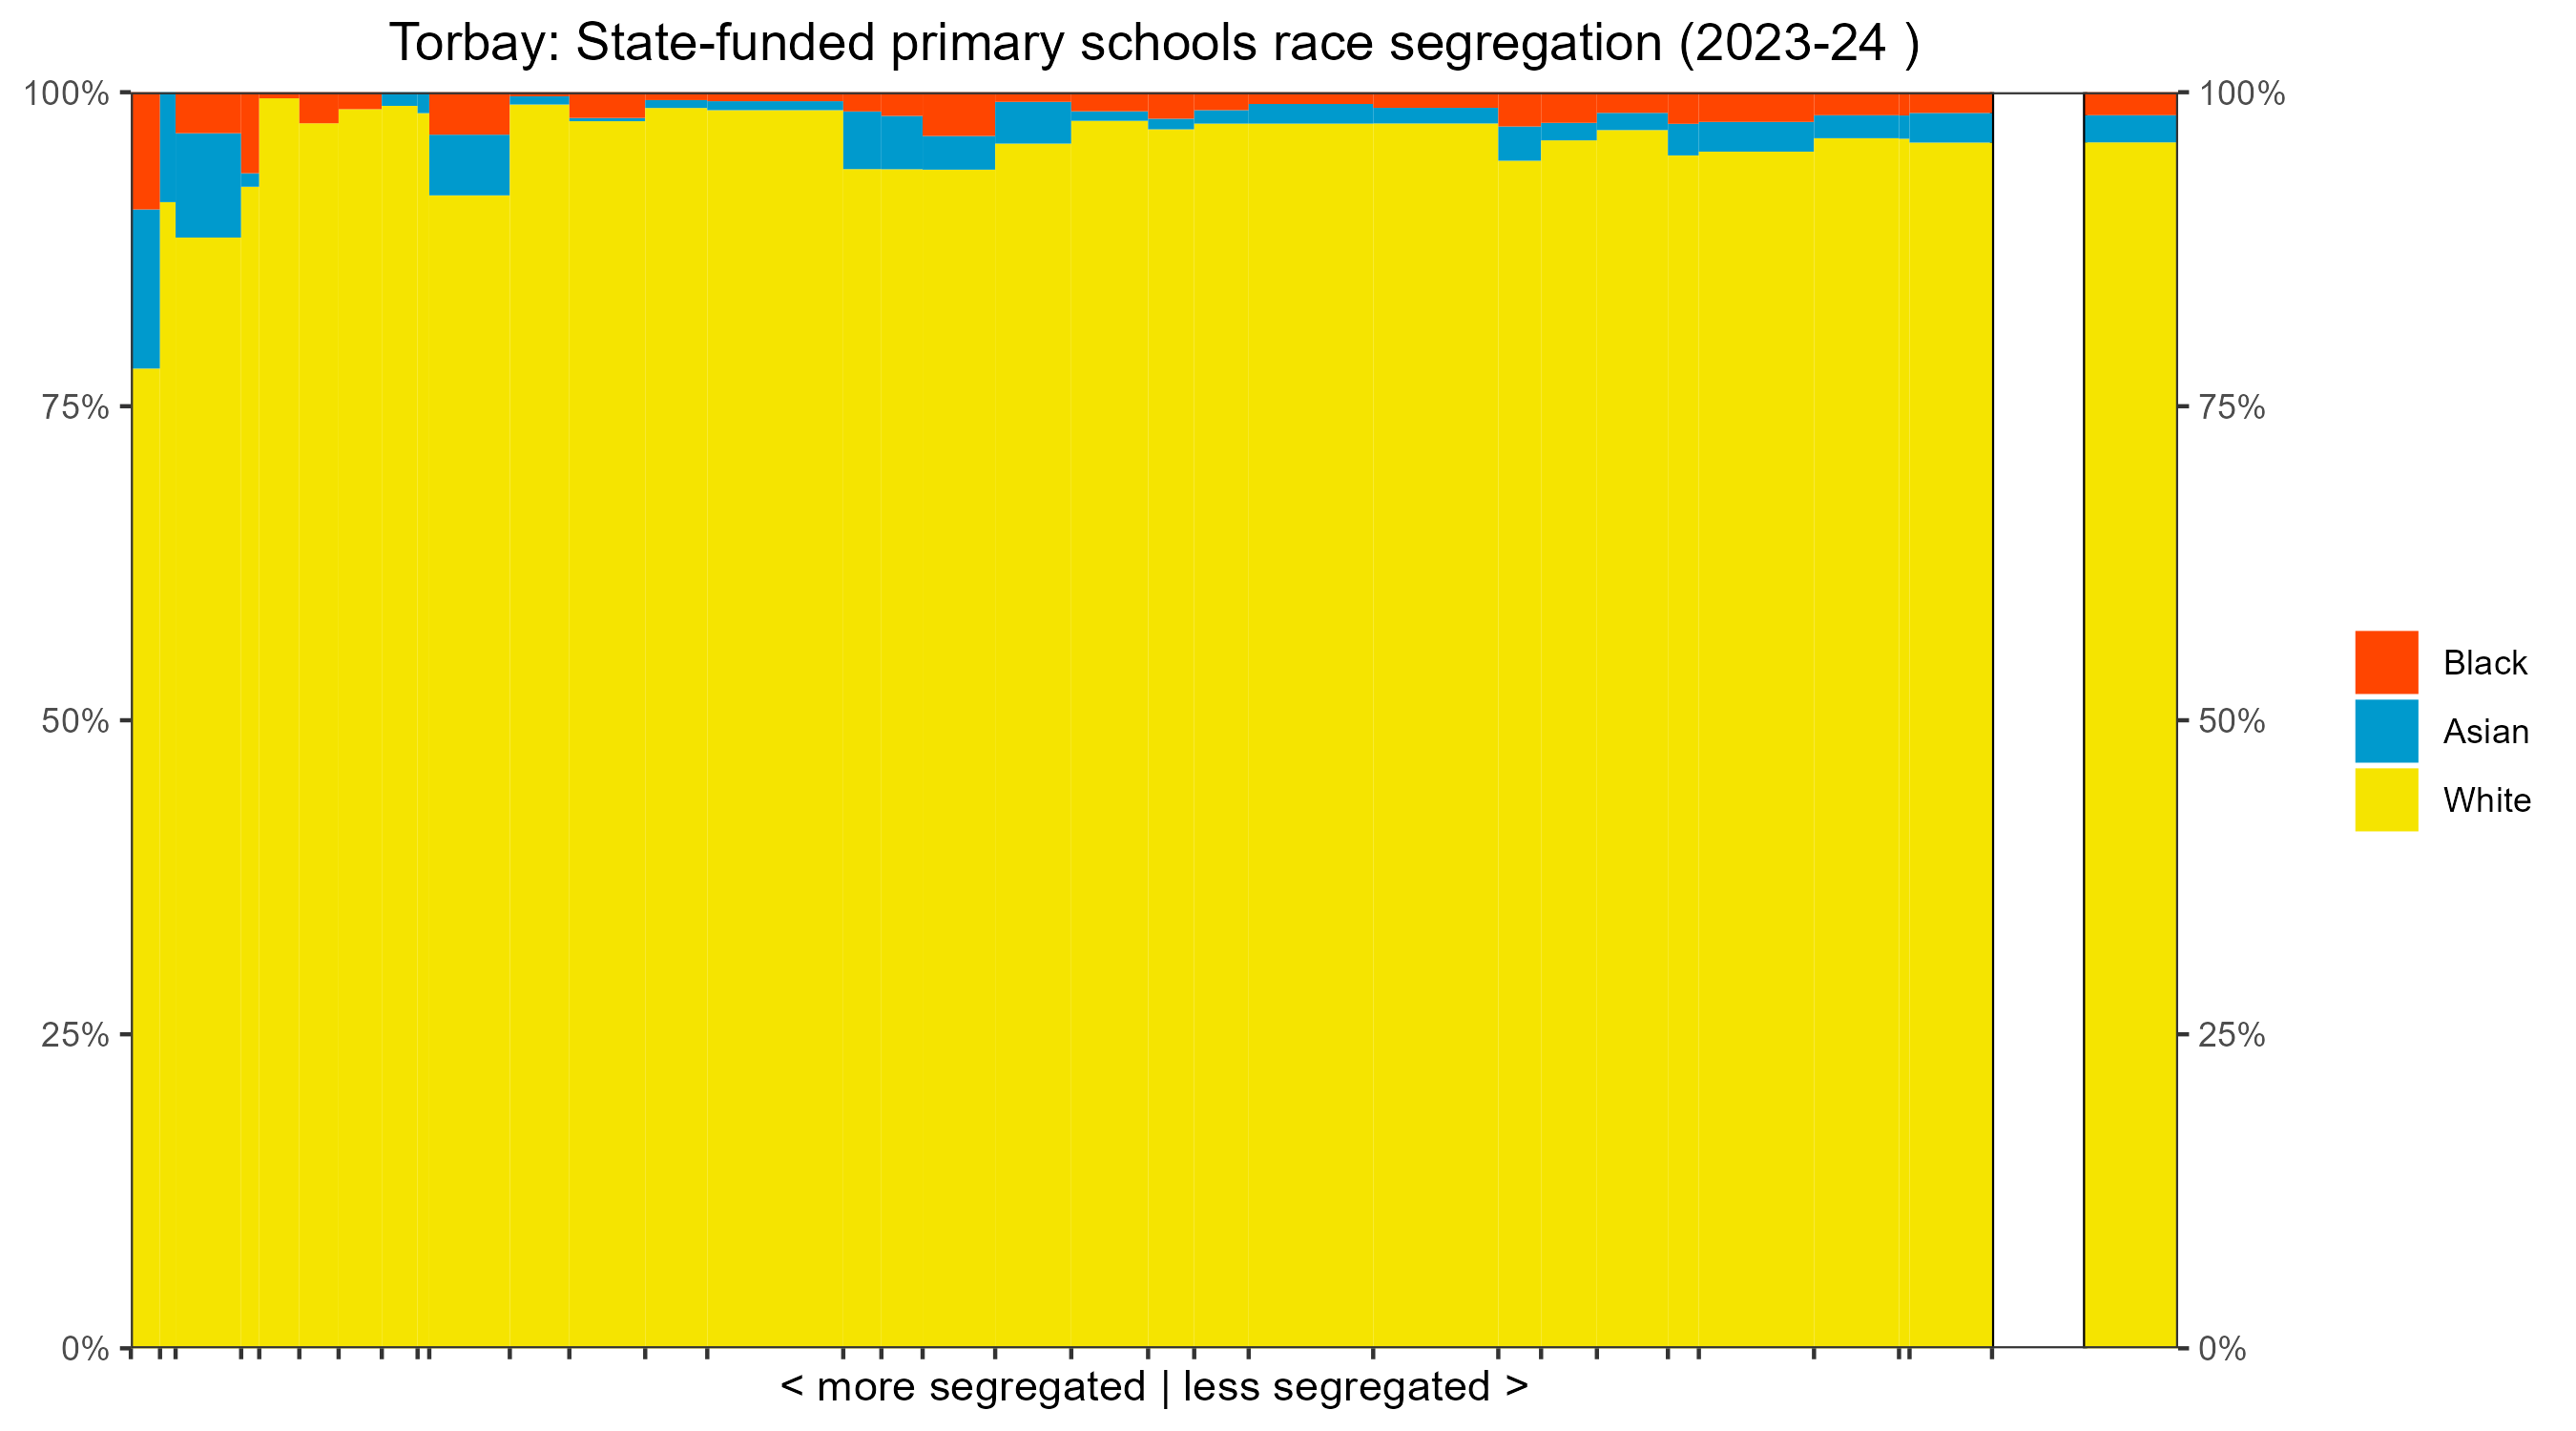 Torbay: State-funded primary schools race segregation (2023-24 )
100%
75%
50%
25%
0%
100%
75%
50%
25%
0%
< more segregated | less segregated >
Black
Asian
White